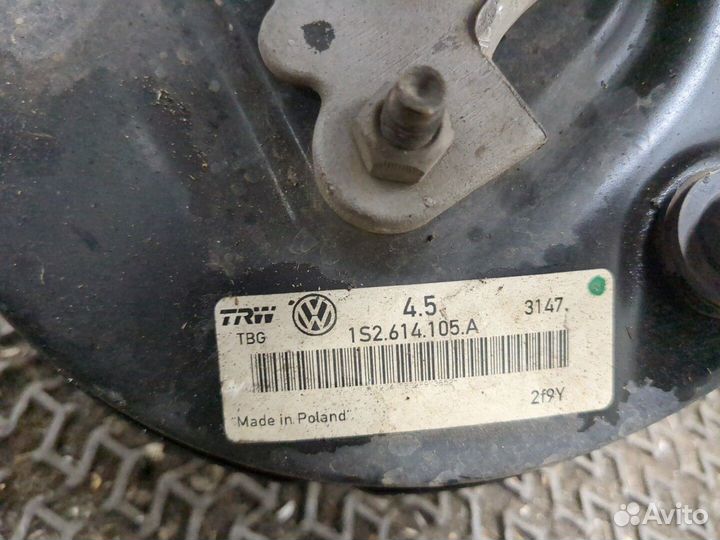 TRW 4.5 3147.
TBG 1S2.614.105.A
"Made in Poland" 2f9Y
Avito